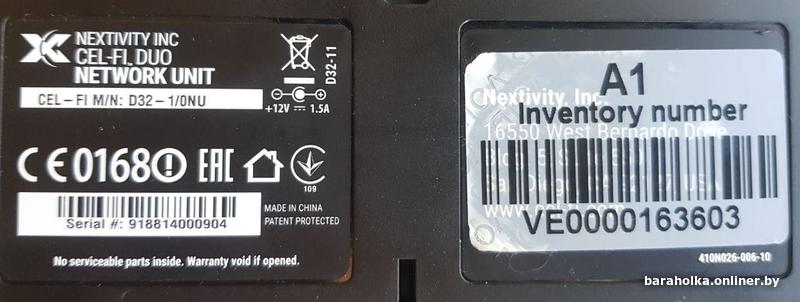 NEXTIVITY INC
CEL-FI, DUO
NETWORK UNIT
D32-11
CEL-FI M/N: D32-1/0NU
+12V 1.5A
CE0168
EAC
109
Serial #: 918814000904
MADE IN CHINA
PATENT PROTECTED
No serviceable parts inside. Warranty void if opened.
Nextivity, Inc.
A1
Inventory number
16550 West Bernardo Drive
VE0000163603
410N026-006-10
baraholka.onliner.by